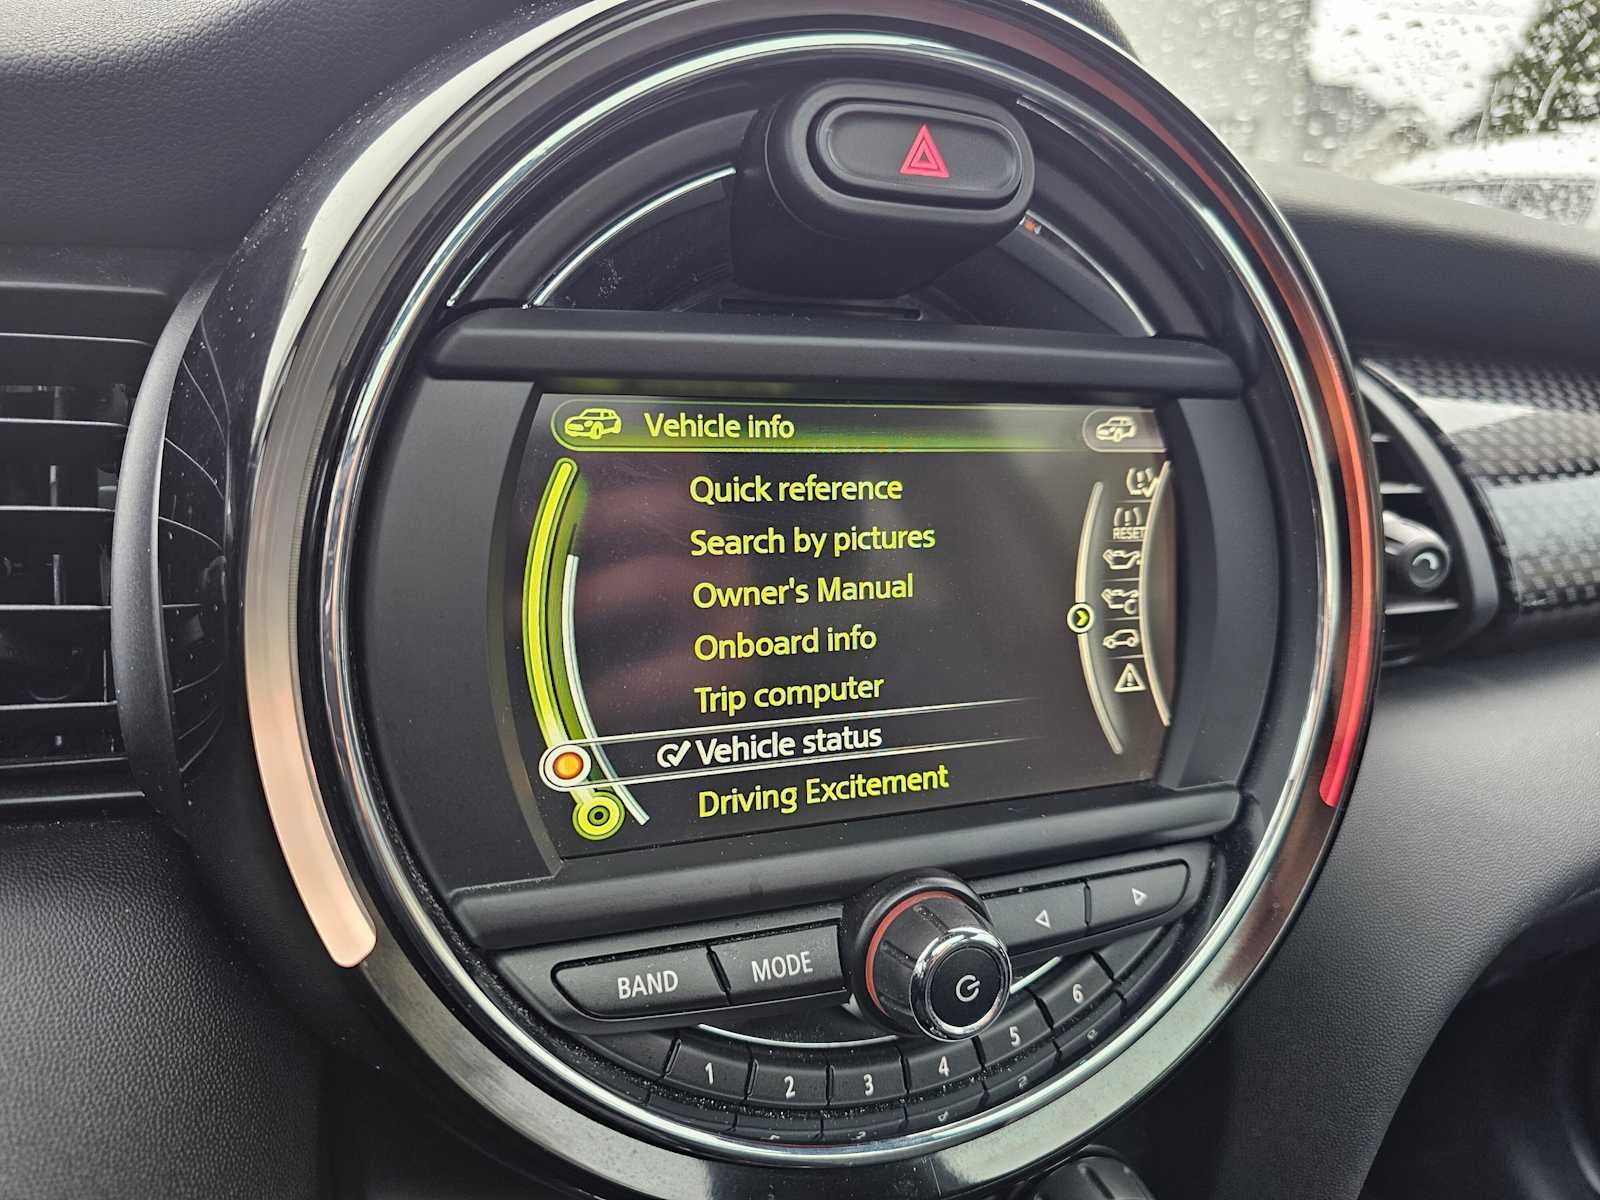 Vehicle info
Quick reference
Search by pictures
Owner's Manual
Onboard info
Trip computer
Vehicle status
Driving Excitement
RESET
BAND
MODE
1
2
3
4
5
6